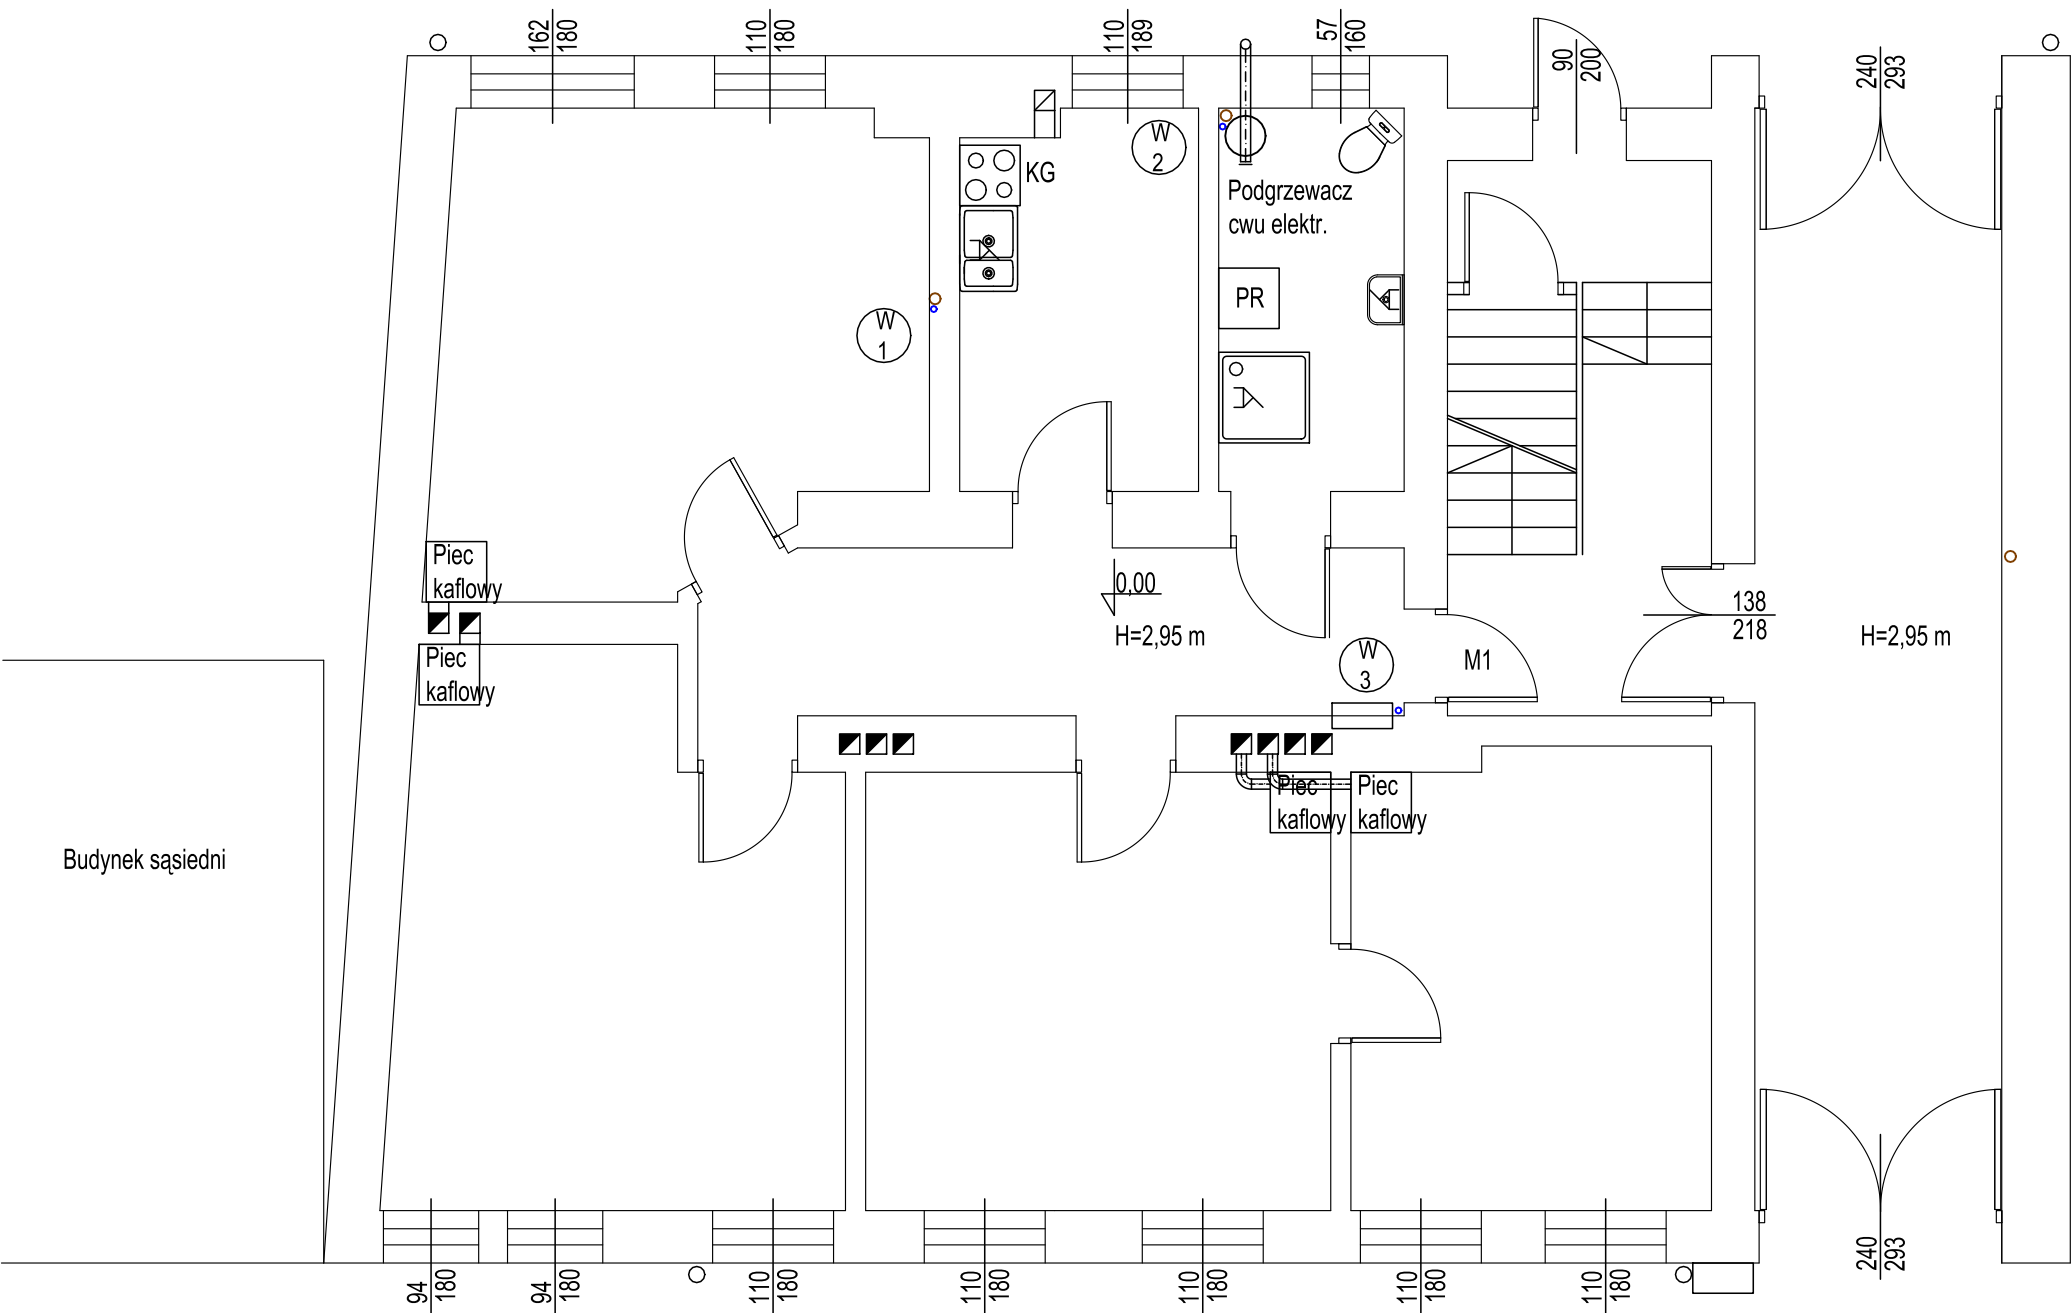 162
180
110
180
110
189
57
160
90
200
240
293
W
2
KG
Podgrzewacz
cwu elektr.
PR
W
1
Piec
kaflowy
0,00
H=2,95 m
138
218
H=2,95 m
Piec
kaflowy
W
3
M1
Piec
kaflowy
Piec
kaflowy
Budynek sąsiedni
94
180
94
180
110
180
110
180
110
180
110
180
110
180
240
293